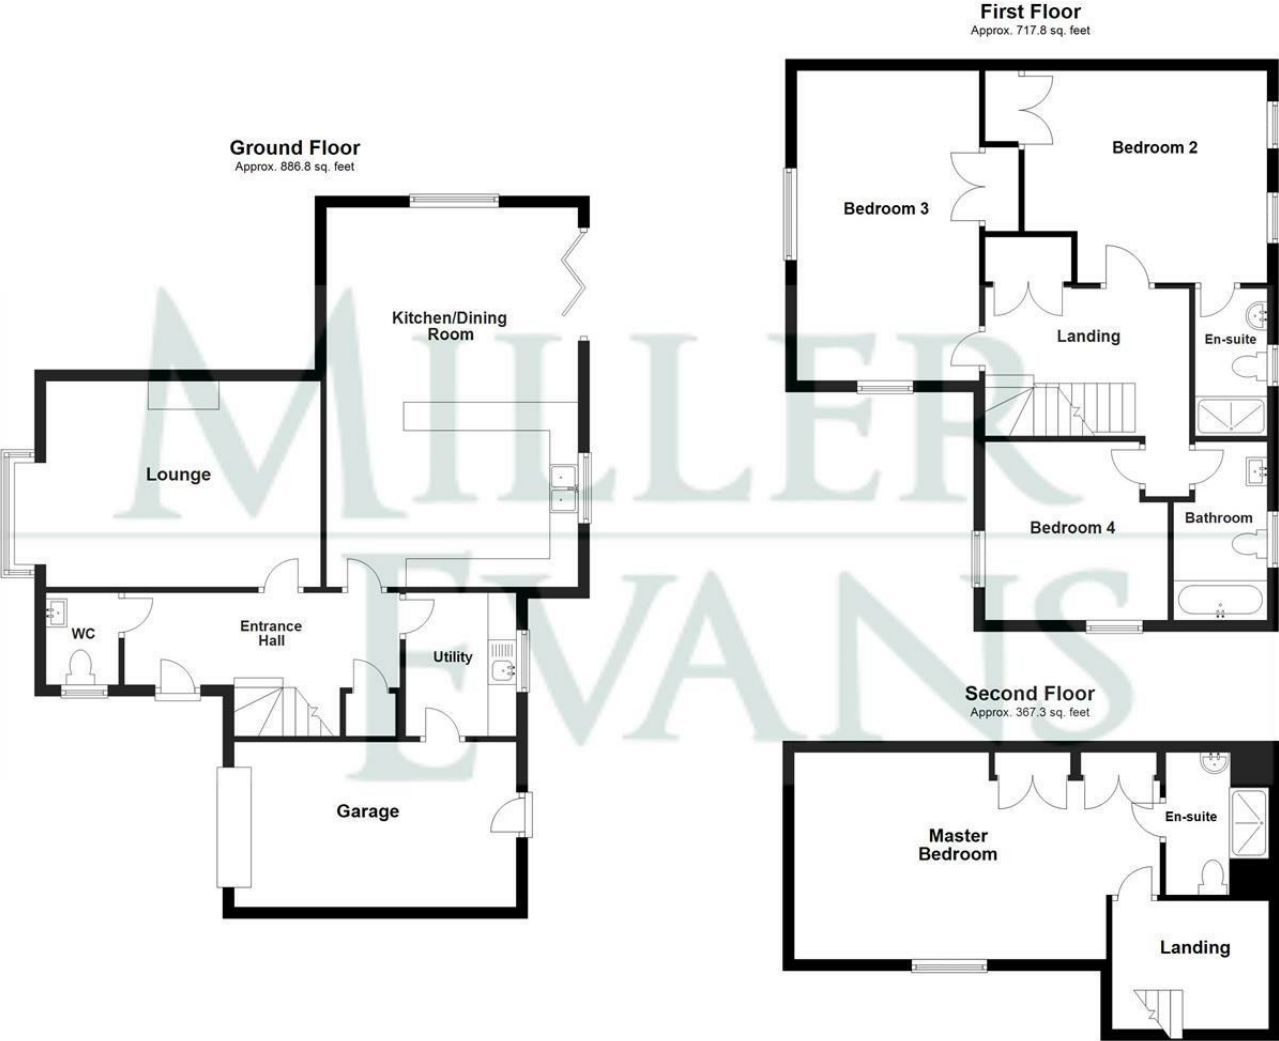 First Floor
Approx. 717.8 sq. feet
Ground Floor
Approx. 886.8 sq. feet
Bedroom 2
Bedroom 3
Kitchen/Dining
Room
Landing
En-suite
Lounge
Bedroom 4
Bathroom
WC
Entrance
Hall
Utility
Garage
Second Floor
Approx. 367.3 sq. feet
Master
Bedroom
En-suite
Landing
MILLER
EVANS